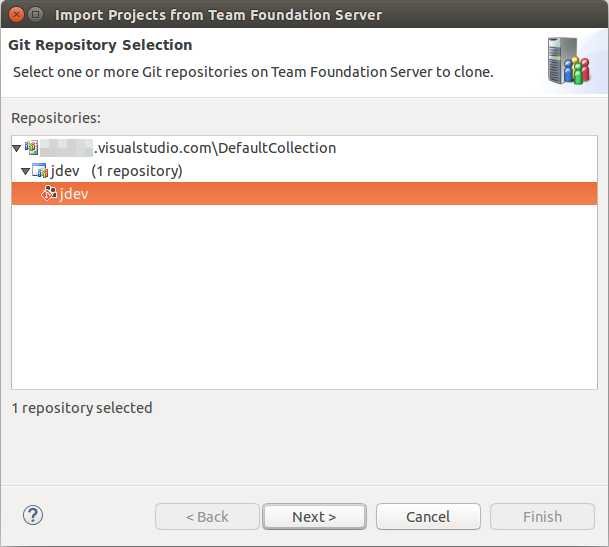 Import Projects from Team Foundation Server
Git Repository Selection
Select one or more Git repositories on Team Foundation Server to clone.
Repositories:
.visualstudio.com\DefaultCollection
jdev (1 repository)
jdev
1 repository selected
? < Back Next > Cancel Finish